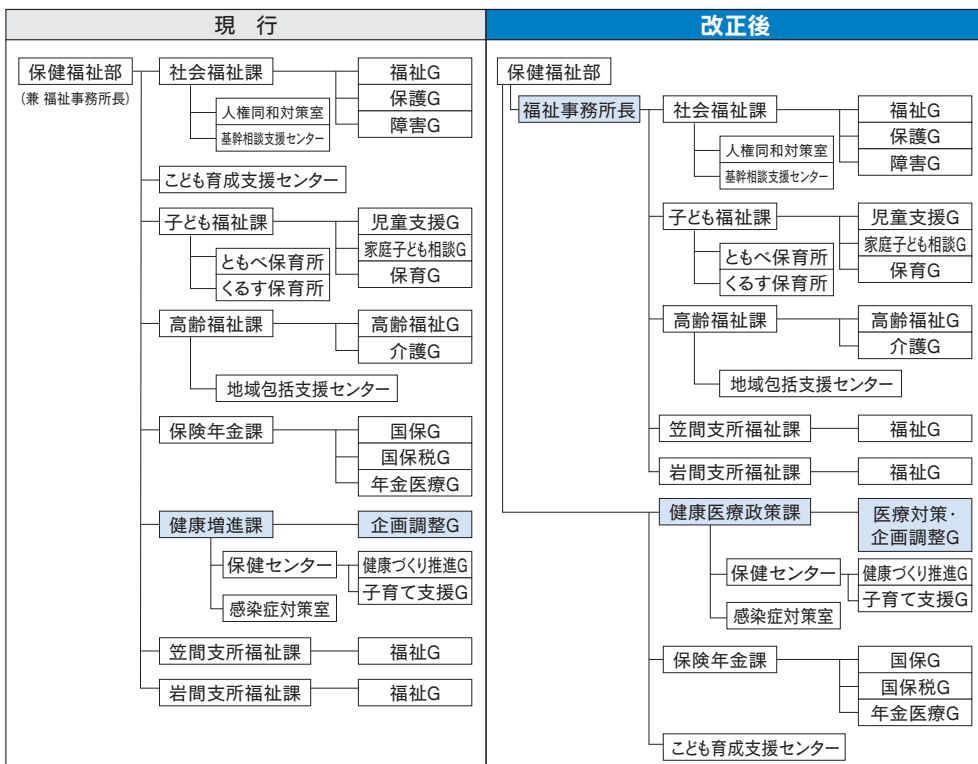 現 行
保健福祉部
(兼 福祉事務所長)
社会福祉課
福祉G
保護G
障害G
人権同和対策室
基幹相談支援センター
こども育成支援センター
子ども福祉課
児童支援G
家庭子ども相談G
保育G
ともべ保育所
くるす保育所
高齢福祉課
高齢福祉G
介護G
地域包括支援センター
保険年金課
国保G
国保税G
年金医療G
健康増進課
企画調整G
保健センター
健康づくり推進G
子育て支援G
感染症対策室
笠間支所福祉課
福祉G
岩間支所福祉課
福祉G
改正後
保健福祉部
福祉事務所長
社会福祉課
福祉G
保護G
障害G
人権同和対策室
基幹相談支援センター
子ども福祉課
児童支援G
家庭子ども相談G
保育G
ともべ保育所
くるす保育所
高齢福祉課
高齢福祉G
介護G
地域包括支援センター
笠間支所福祉課
福祉G
岩間支所福祉課
福祉G
健康医療政策課
医療対策・
企画調整G
保健センター
健康づくり推進G
子育て支援G
感染症対策室
保険年金課
国保G
国保税G
年金医療G
こども育成支援センター